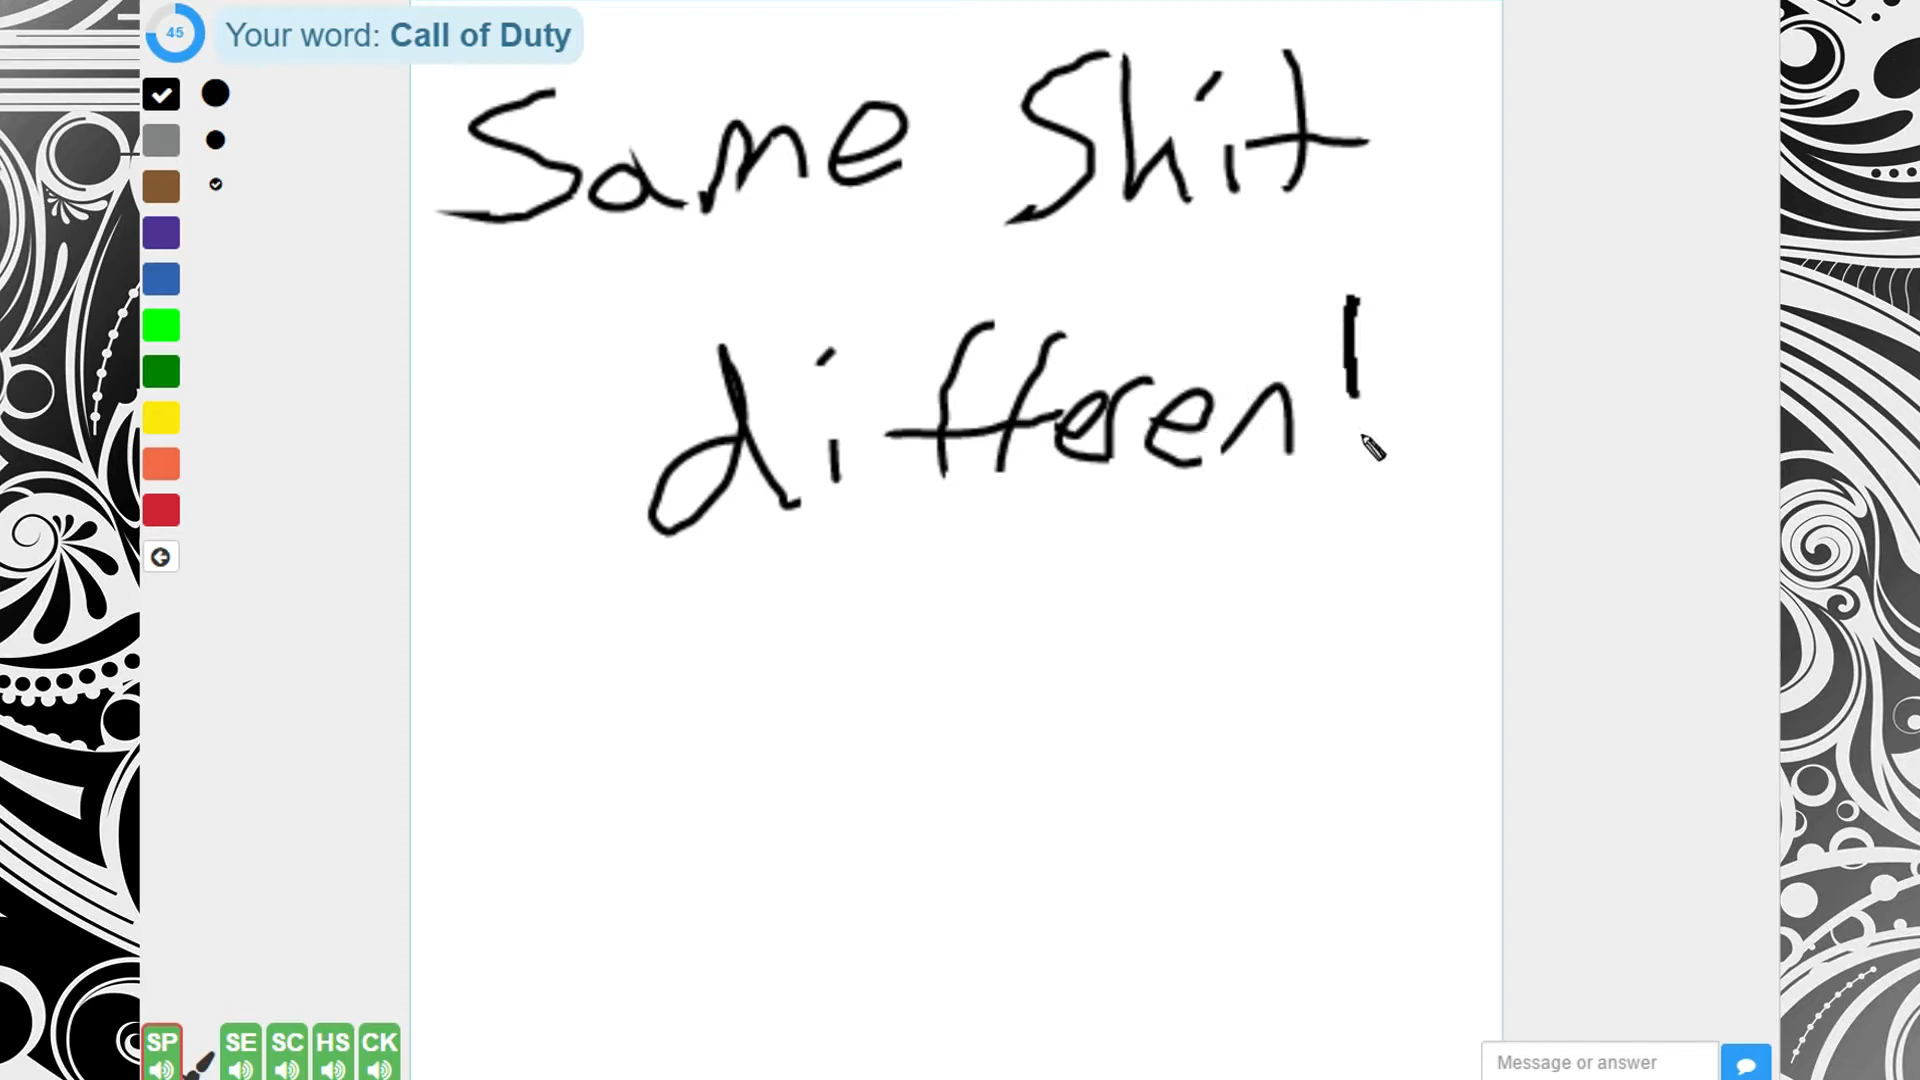 45
Your word: Call of Duty
Same Shit
differen
SP SE SC HS CK
Message or answer